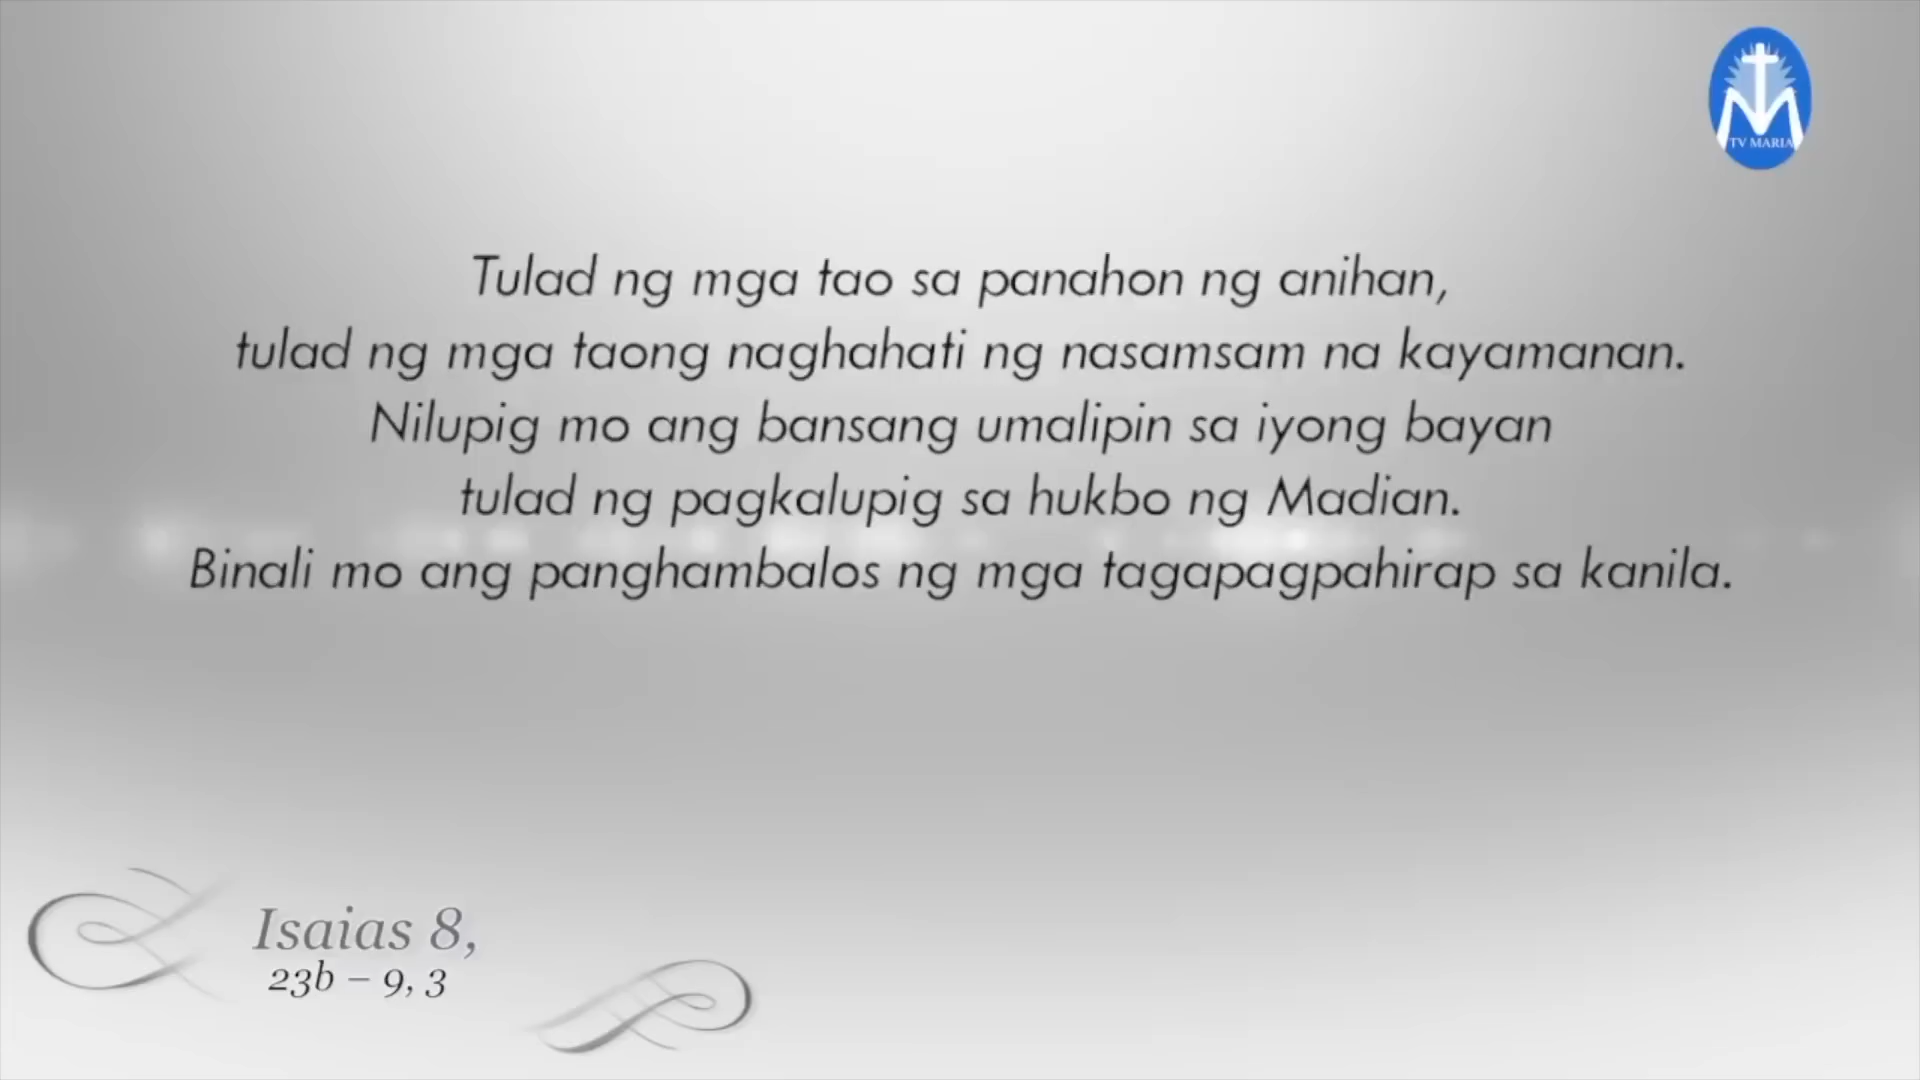 TV MARIA
Tulad ng mga tao sa panahon ng anihan,
tulad ng mga taong naghahati ng nasamsam na kayamanan.
Nilupig mo ang bansang umalipin sa iyong bayan
tulad ng pagkalupig sa hukbo ng Madian.
Binali mo ang panghambalos ng mga tagapagpahirap sa kanila.
Isaias 8,
23b – 9, 3